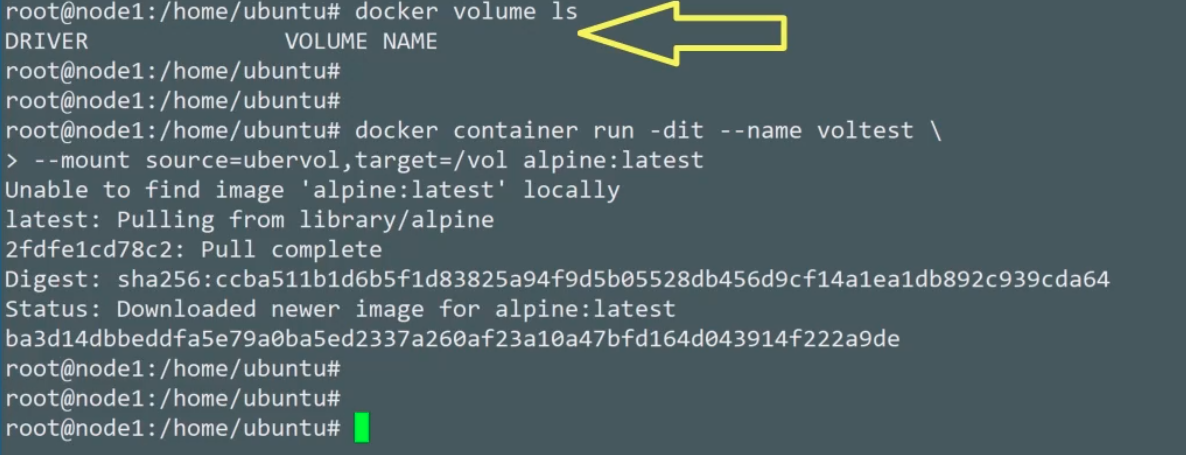 root@node1:/home/ubuntu# docker volume ls
DRIVER              VOLUME NAME
root@node1:/home/ubuntu#
root@node1:/home/ubuntu#
root@node1:/home/ubuntu# docker container run -dit --name voltest \
> --mount source=ubervol,target=/vol alpine:latest
Unable to find image 'alpine:latest' locally
latest: Pulling from library/alpine
2fdfe1cd78c2: Pull complete
Digest: sha256:ccba511b1d6b5f1d83825a94f9d5b05528db456d9cf14a1ea1db892c939cda64
Status: Downloaded newer image for alpine:latest
ba3d14dbbeddfa5e79a0ba5ed2337a260af23a10a47bfd164d043914f222a9de
root@node1:/home/ubuntu#
root@node1:/home/ubuntu#
root@node1:/home/ubuntu#